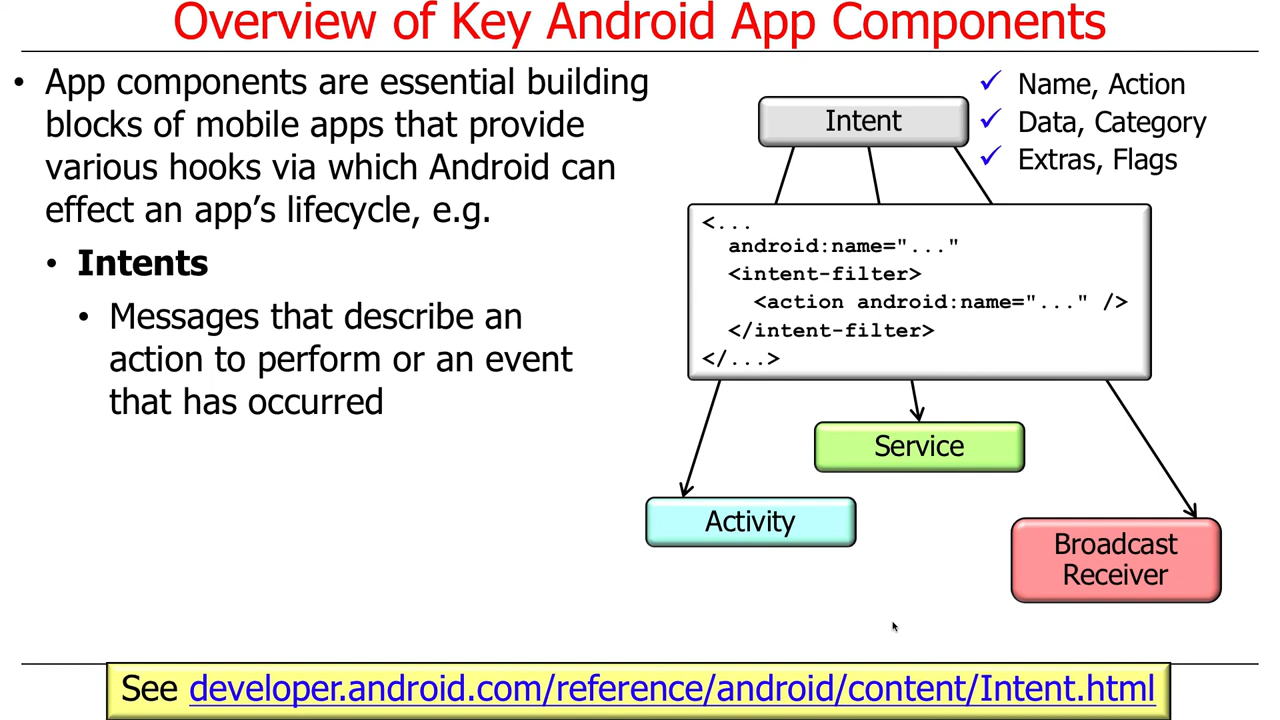 Overview of Key Android App Components
• App components are essential building
blocks of mobile apps that provide
various hooks via which Android can
effect an app’s lifecycle, e.g.
• Intents
• Messages that describe an
action to perform or an event
that has occurred
Intent
✓ Name, Action
✓ Data, Category
✓ Extras, Flags
<...
android:name="..."
<intent-filter>
<action android:name="..." />
</intent-filter>
</...>
Service
Activity
Broadcast
Receiver
See developer.android.com/reference/android/content/Intent.html